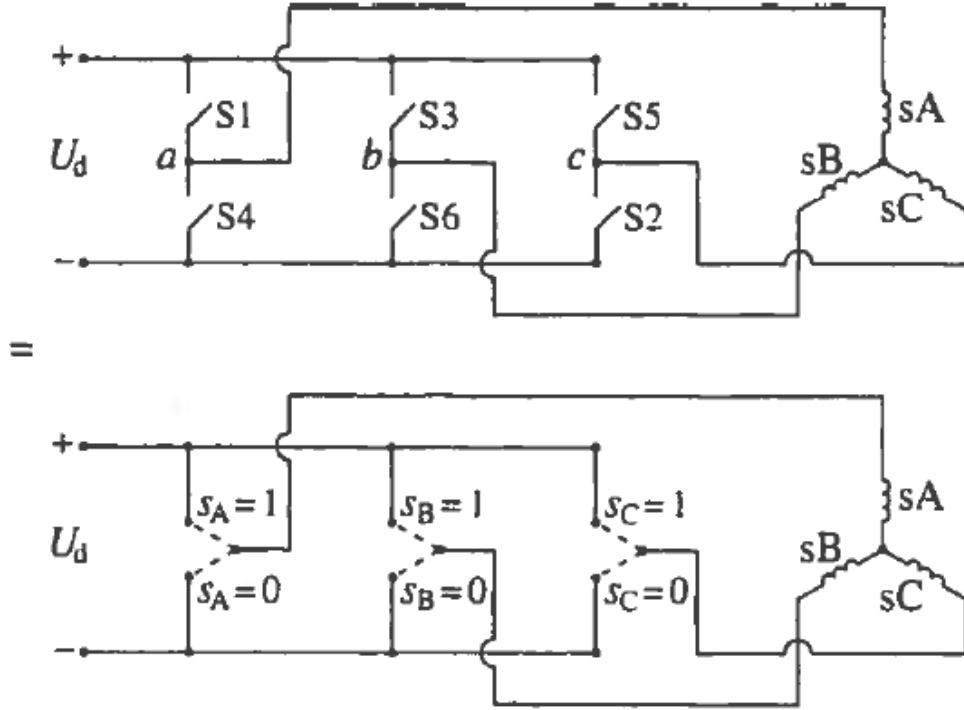 +
S1 S3 S5 sA
U_d a b c sB
sC
S4 S6 S2
−
=
+
s_A=1 s_B=1 s_C=1 sA
U_d sB
s_A=0 s_B=0 s_C=0 sC
−